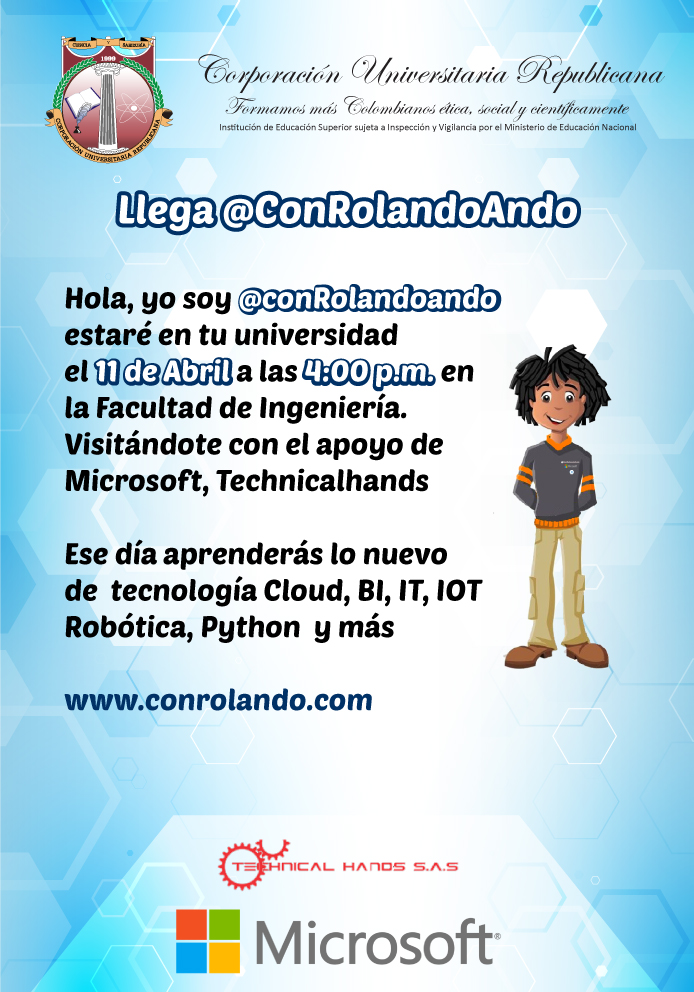 CIENCIA Y SABIDURÍA
1999
CORPORACIÓN UNIVERSITARIA REPUBLICANA
Corporación Universitaria Republicana
Formamos más Colombianos ética, social y científicamente
Institución de Educación Superior sujeta a Inspección y Vigilancia por el Ministerio de Educación Nacional
Llega @ConRolandoAndo
Hola, yo soy @conRolandoando
estaré en tu universidad
el 11 de Abril a las 4:00 p.m. en
la Facultad de Ingeniería.
Visitándote con el apoyo de
Microsoft, Technicalhands
Ese día aprenderás lo nuevo
de tecnología Cloud, BI, IT, IOT
Robótica, Python y más
www.conrolando.com
TECHNICAL HANDS S.A.S
Microsoft®